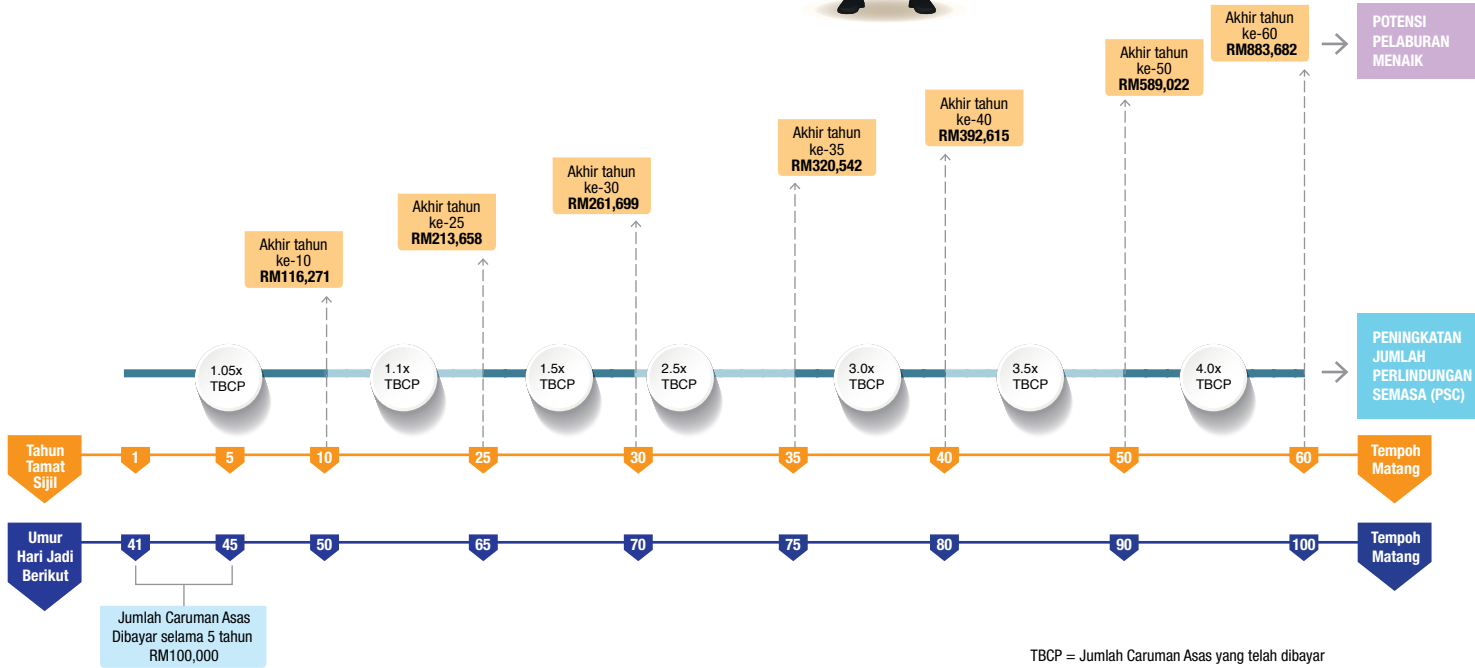 Akhir tahun
ke-60
RM883,682
POTENSI
PELABURAN
MENAIK
Akhir tahun
ke-50
RM589,022
Akhir tahun
ke-40
RM392,615
Akhir tahun
ke-35
RM320,542
Akhir tahun
ke-30
RM261,699
Akhir tahun
ke-25
RM213,658
Akhir tahun
ke-10
RM116,271
1.05x
TBCP
1.1x
TBCP
1.5x
TBCP
2.5x
TBCP
3.0x
TBCP
3.5x
TBCP
4.0x
TBCP
PENINGKATAN
JUMLAH
PERLINDUNGAN
SEMASA (PSC)
Tahun
Tamat
Sijil
1 5 10 25 30 35 40 50 60
Tempoh
Matang
Umur
Hari Jadi
Berikut
41 45 50 65 70 75 80 90 100
Tempoh
Matang
Jumlah Caruman Asas
Dibayar selama 5 tahun
RM100,000
TBCP = Jumlah Caruman Asas yang telah dibayar